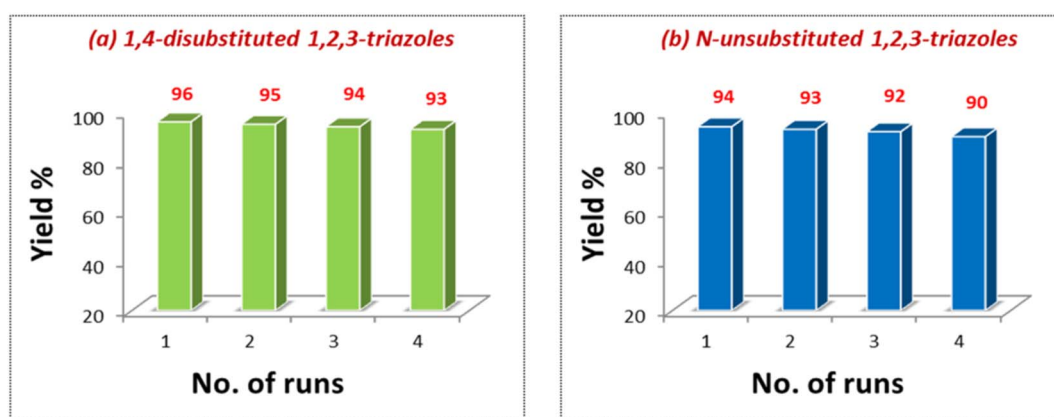 (a) 1,4-disubstituted 1,2,3-triazoles
96 95 94 93
100
80
60
40
20
Yield %
1 2 3 4
No. of runs
(b) N-unsubstituted 1,2,3-triazoles
94 93 92 90
100
80
60
40
20
Yield %
1 2 3 4
No. of runs